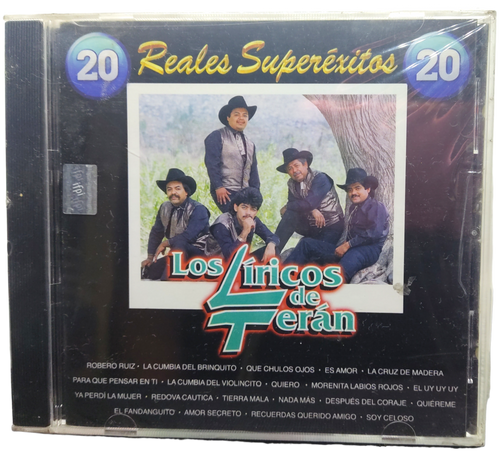 20 Reales Superéxitos 20
ifpi
Los Líricos
de
Terán
ROBERO RUIZ · LA CUMBIA DEL BRINQUITO · QUE CHULOS OJOS · ES AMOR · LA CRUZ DE MADERA
PARA QUE PENSAR EN TI · LA CUMBIA DEL VIOLINCITO · QUIERO · MORENITA LABIOS ROJOS · EL UY UY UY
YA PERDÍ LA MUJER · REDOVA CAUTICA · TIERRA MALA · NADA MÁS · DESPUÉS DEL CORAJE · QUIÉREME
EL FANDANGUITO · AMOR SECRETO · RECUERDAS QUERIDO AMIGO · SOY CELOSO